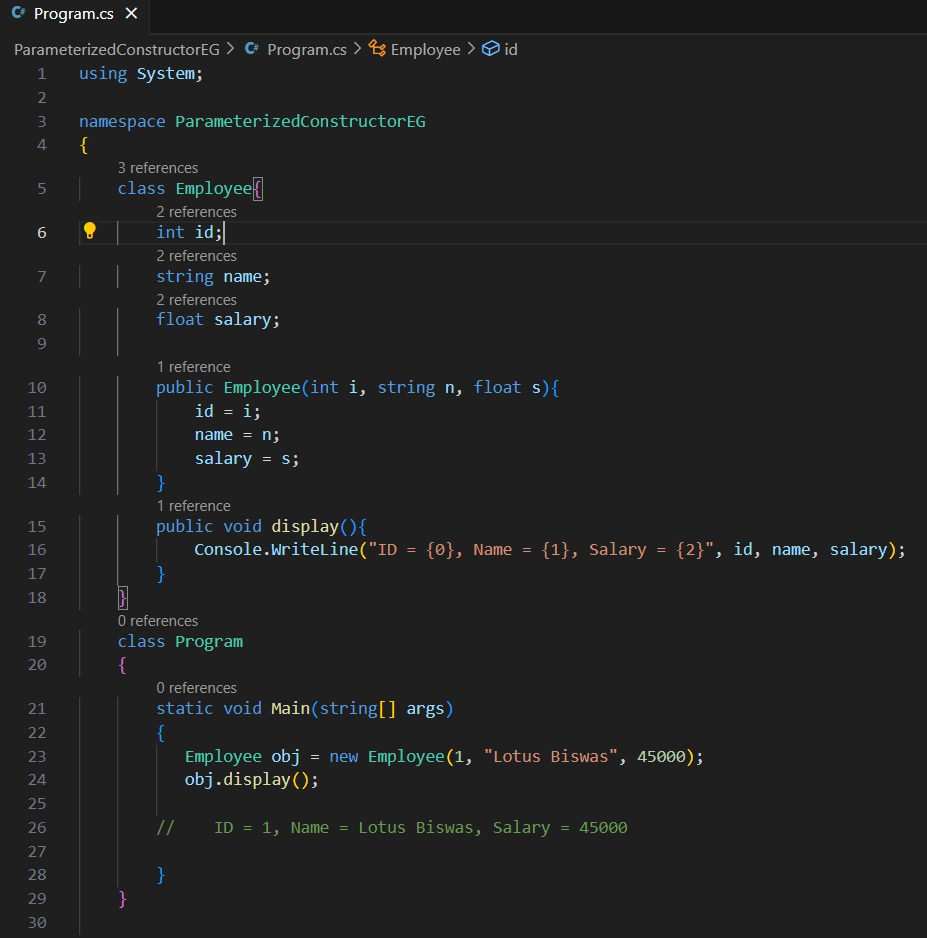 Program.cs ×
ParameterizedConstructorEG > Program.cs > Employee > id
1 using System;
2
3 namespace ParameterizedConstructorEG
4 {
3 references
5 class Employee{
2 references
6 int id;
2 references
7 string name;
2 references
8 float salary;
9
1 reference
10 public Employee(int i, string n, float s){
11 id = i;
12 name = n;
13 salary = s;
14 }
1 reference
15 public void display(){
16 Console.WriteLine("ID = {0}, Name = {1}, Salary = {2}", id, name, salary);
17 }
18 }
0 references
19 class Program
20 {
0 references
21 static void Main(string[] args)
22 {
23 Employee obj = new Employee(1, "Lotus Biswas", 45000);
24 obj.display();
25
26 // ID = 1, Name = Lotus Biswas, Salary = 45000
27
28 }
29 }
30